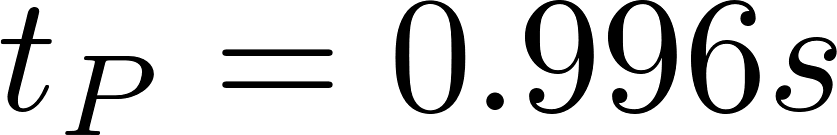 t_P = 0.996s